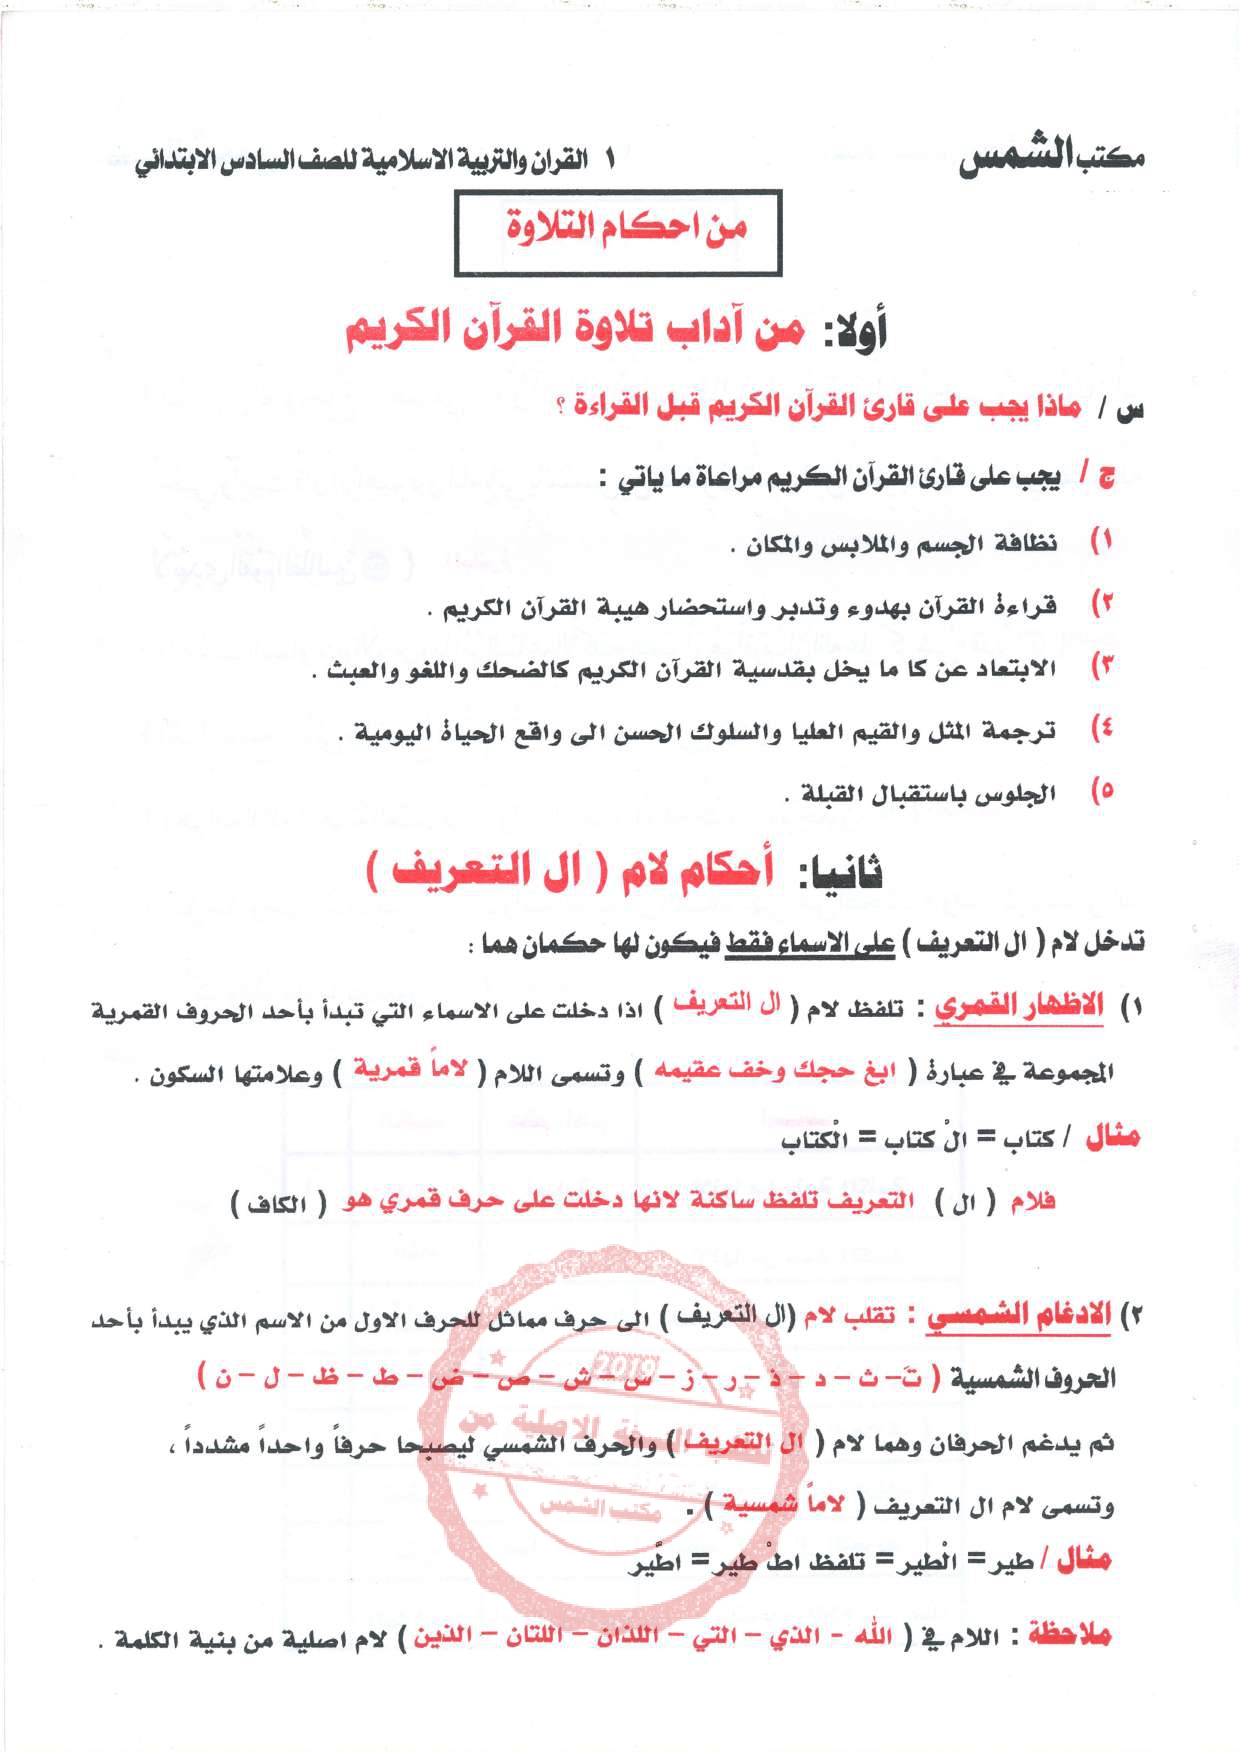 مكتب الشمس ١ القران والتربية الاسلامية للصف السادس الابتدائي
من احكام التلاوة
أولا: من آداب تلاوة القرآن الكريم
س / ماذا يجب على قارئ القرآن الكريم قبل القراءة ؟
ج / يجب على قارئ القرآن الكريم مراعاة ما ياتي :
١) نظافة الجسم والملابس والمكان .
٢) قراءة القرآن بهدوء وتدبر واستحضار هيبة القرآن الكريم .
٣) الابتعاد عن كا ما يخل بقدسية القرآن الكريم كالضحك واللغو والعبث .
٤) ترجمة المثل والقيم العليا والسلوك الحسن الى واقع الحياة اليومية .
٥) الجلوس باستقبال القبلة .
ثانيا: أحكام لام ( ال التعريف )
تدخل لام ( ال التعريف ) على الاسماء فقط فيكون لها حكمان هما :
١) الاظهار القمري : تلفظ لام ( ال التعريف ) اذا دخلت على الاسماء التي تبدأ بأحد الحروف القمرية
المجموعة في عبارة ( ابغ حجك وخف عقيمه ) وتسمى اللام ( لاماً قمرية ) وعلامتها السكون .
مثال / كتاب = الْ كتاب = الْكتاب
فلام ( ال ) التعريف تلفظ ساكنة لانها دخلت على حرف قمري هو ( الكاف )
٢) الادغام الشمسي : تقلب لام (ال التعريف ) الى حرف مماثل للحرف الاول من الاسم الذي يبدأ بأحد
الحروف الشمسية ( ت– ث – د – ذ – ر – ز – س – ش – ص – ض – ط – ظ – ل – ن )
ثم يدغم الحرفان وهما لام ( ال التعريف ) والحرف الشمسي ليصبحا حرفاً واحداً مشدداً ،
وتسمى لام ال التعريف ( لاماً شمسية ) .
مثال / طير = الْطير = تلفظ اطْ طير = اطَّير
ملاحظة : اللام في ( الله - الذي – التي – اللذان – اللتان – الذين ) لام اصلية من بنية الكلمة .
2019
الاصلية من
مكتب الشمس